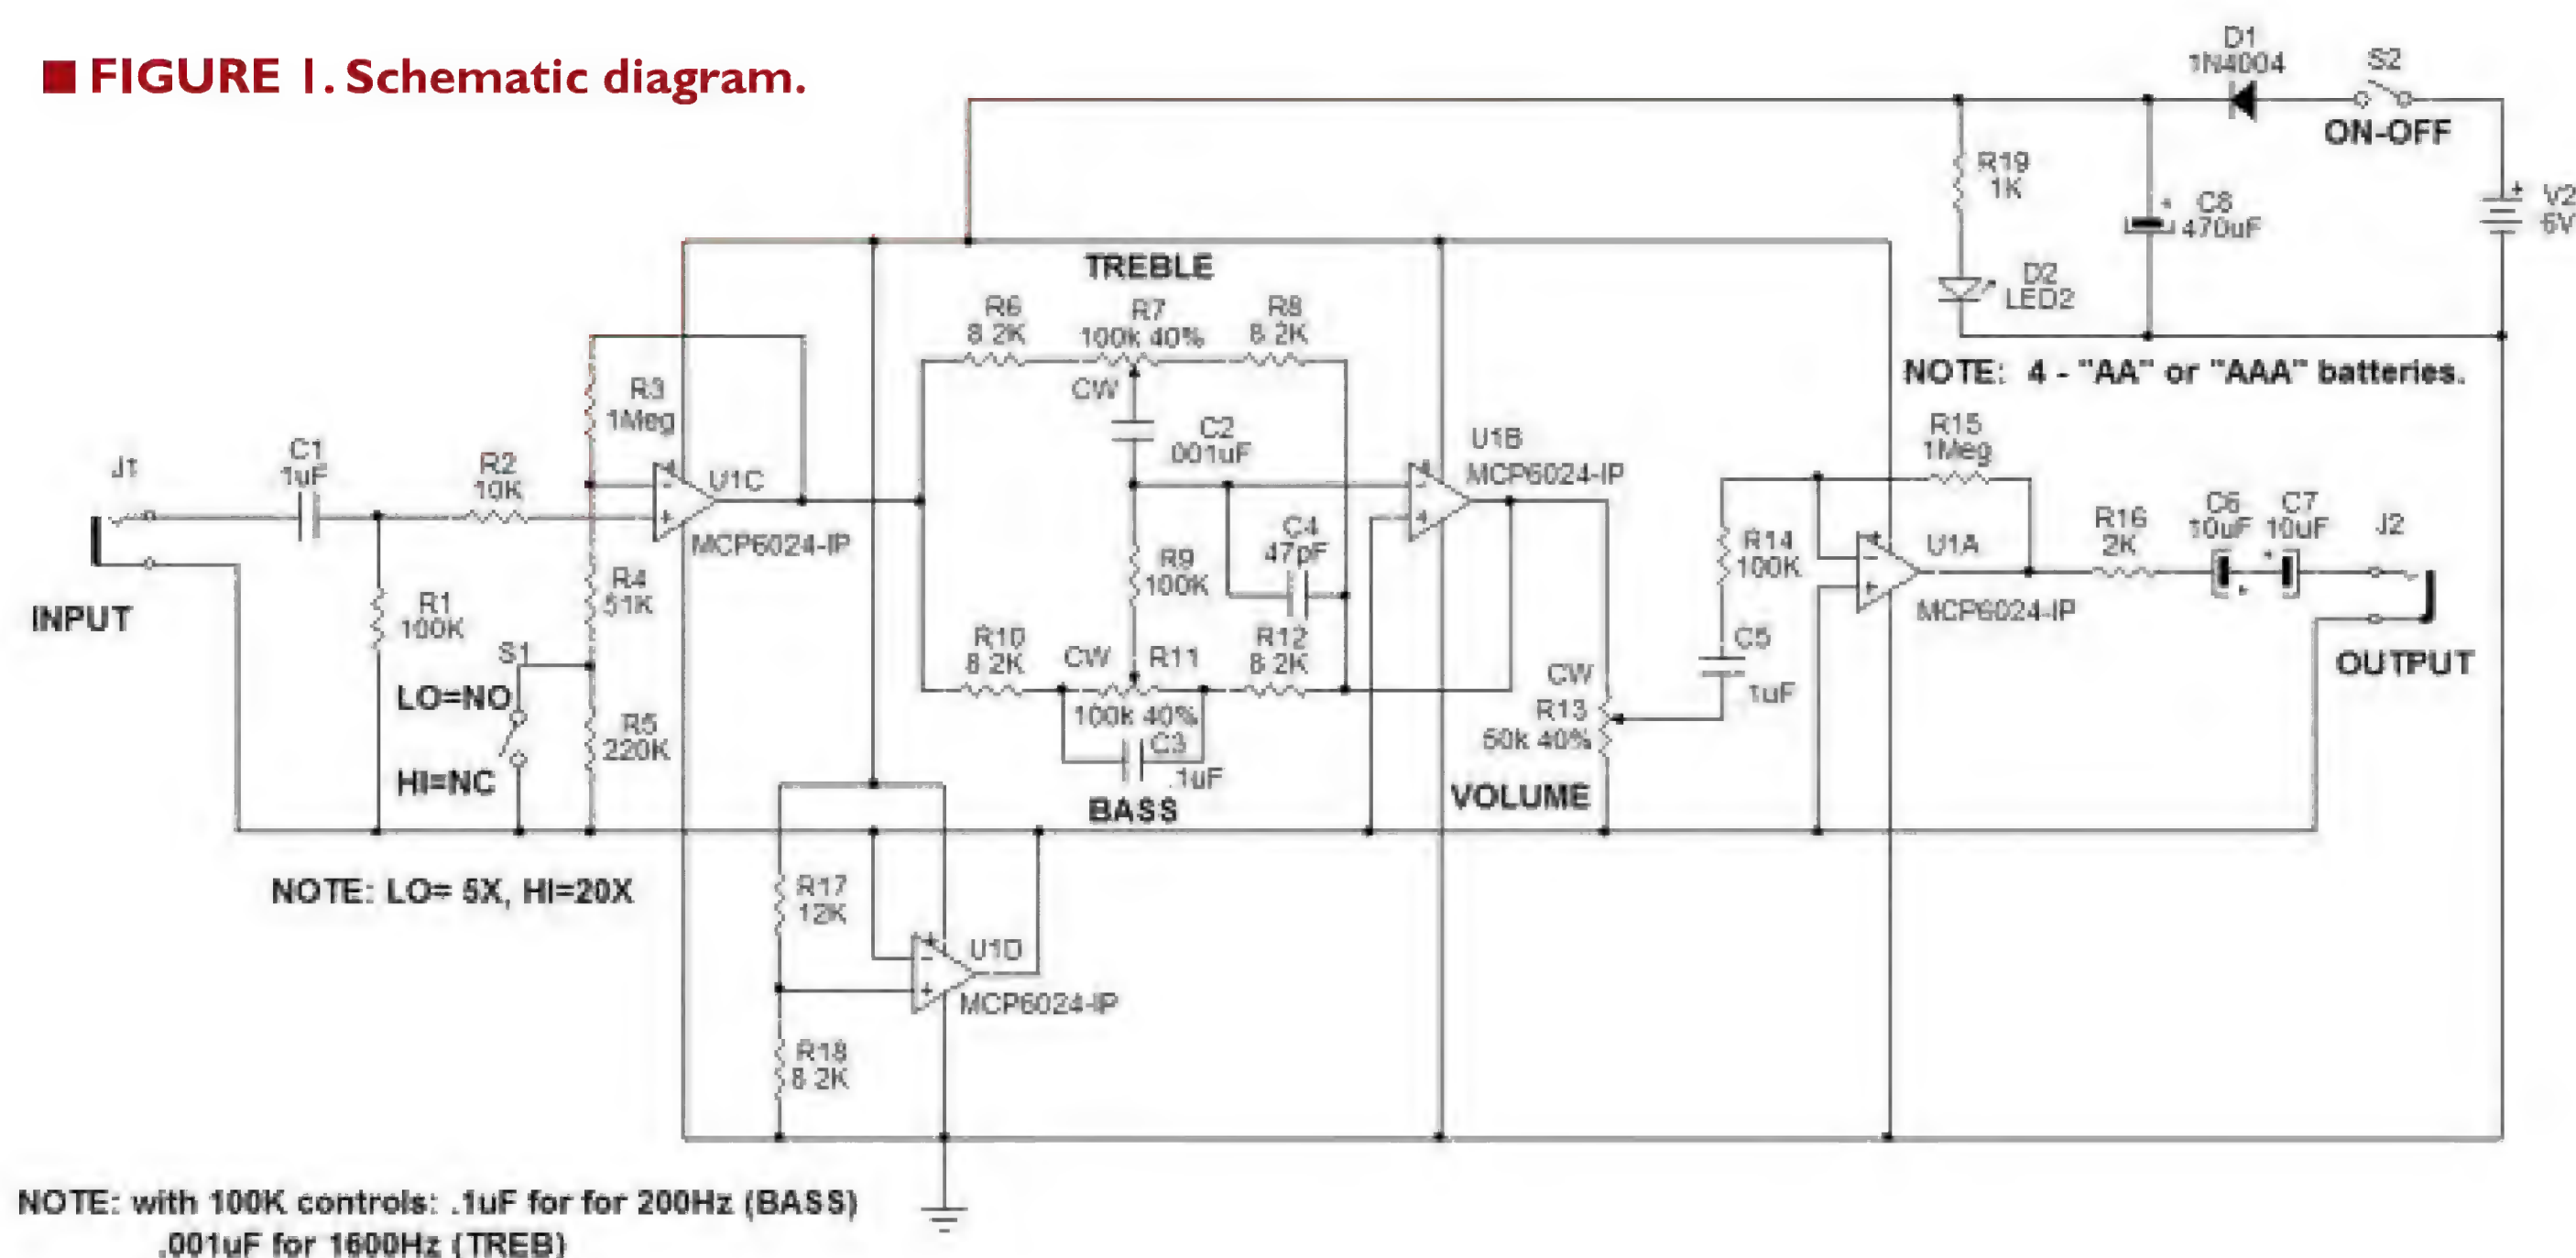 ■ FIGURE 1. Schematic diagram.
D1
1N4004
S2
ON-OFF
R19
1K
C8
470uF
V2
6V
D2
LED2
NOTE: 4 - "AA" or "AAA" batteries.
TREBLE
R6
8.2K
R7
100k 40%
R8
8.2K
CW
C2
.001uF
R3
1Meg
J1
C1
.1uF
R2
10K
U1C
MCP6024-IP
U1B
MCP6024-IP
R15
1Meg
R9
100K
C4
47pF
R14
100K
U1A
MCP6024-IP
R16
2K
C6
10uF
C7
10uF
J2
INPUT
R1
100K
R4
51K
S1
LO=NO
HI=NC
R5
220K
R10
8.2K
CW
R11
100k 40%
R12
8.2K
C3
.1uF
BASS
CW
R13
50k 40%
VOLUME
C5
.1uF
OUTPUT
NOTE: LO= 5X, HI=20X
R17
12K
U1D
MCP6024-IP
R18
8.2K
NOTE: with 100K controls: .1uF for for 200Hz (BASS)
.001uF for 1600Hz (TREB)